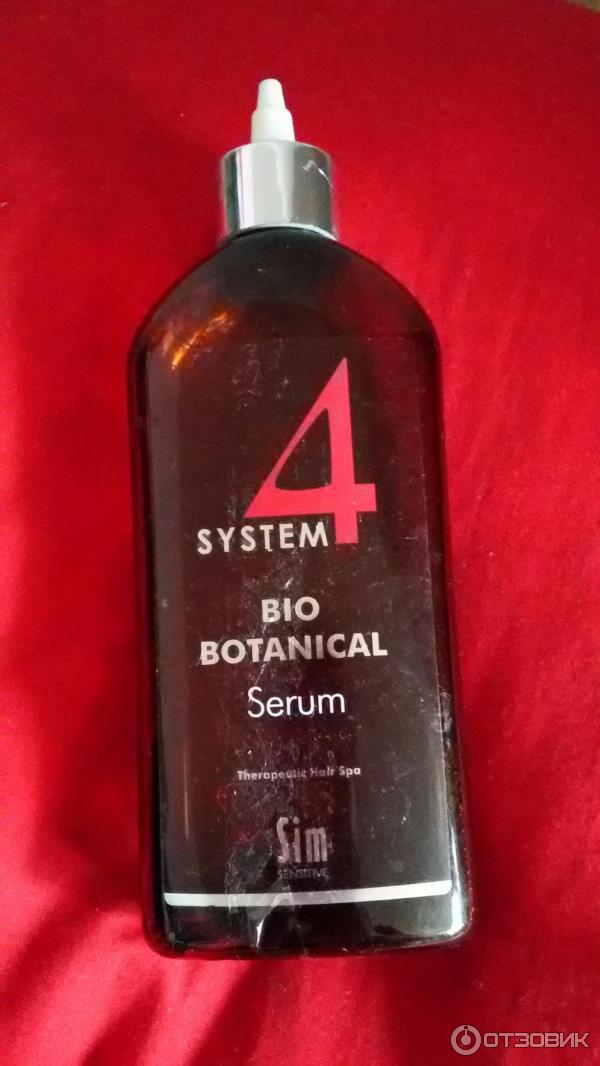 4
SYSTEM
BIO
BOTANICAL
Serum
Therapeutic Hair Spa
Sim
SENSITIVE
ОТЗОВИК